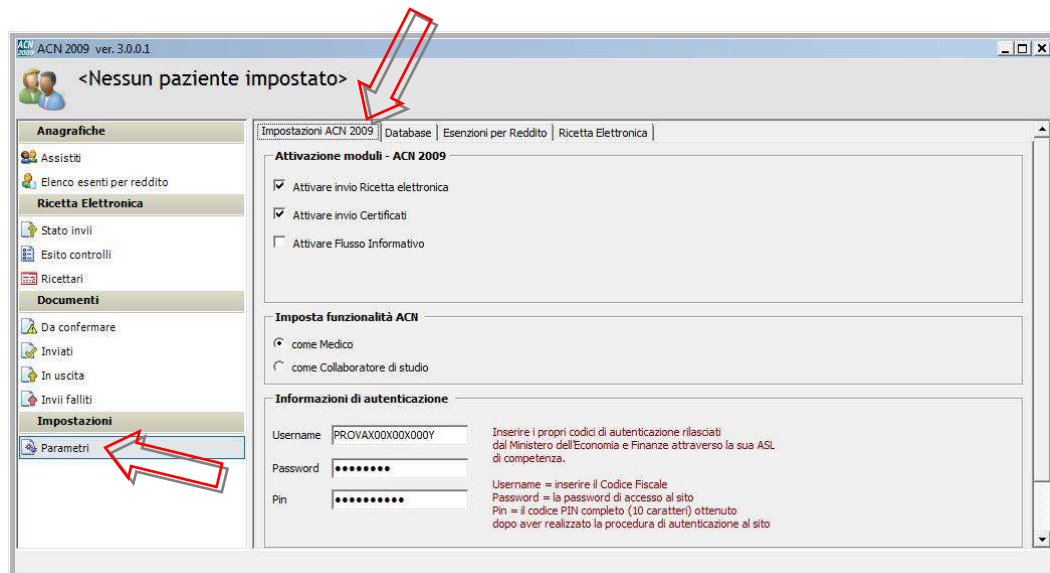 ACN 2009 ACN 2009 ver. 3.0.0.1
<Nessun paziente impostato>
Anagrafiche
Assistiti
Elenco esenti per reddito
Ricetta Elettronica
Stato invii
Esito controlli
Ricettari
Documenti
Da confermare
Inviati
In uscita
Invii falliti
Impostazioni
Parametri
Impostazioni ACN 2009 Database Esenzioni per Reddito Ricetta Elettronica
Attivazione moduli - ACN 2009
Attivare invio Ricetta elettronica
Attivare invio Certificati
Attivare Flusso Informativo
Imposta funzionalità ACN
come Medico
come Collaboratore di studio
Informazioni di autenticazione
Username PROVAX00X00X000Y
Password ●●●●●●●●
Pin ●●●●●●●●●●
Inserire i propri codici di autenticazione rilasciati
dal Ministero dell'Economia e Finanze attraverso la sua ASL
di competenza.
Username = inserire il Codice Fiscale
Password = la password di accesso al sito
Pin = il codice PIN completo (10 caratteri) ottenuto
dopo aver realizzato la procedura di autenticazione al sito